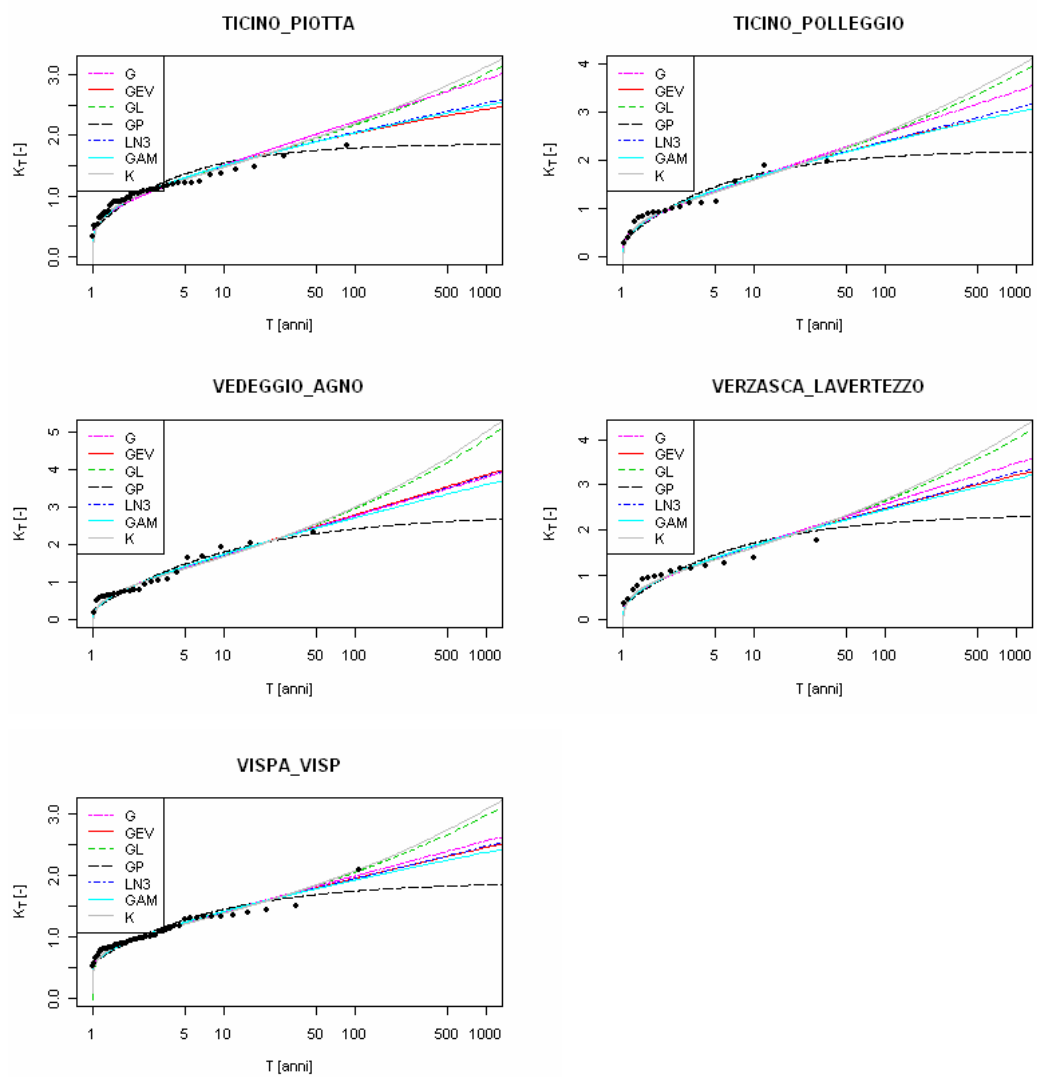 TICINO_PIOTTA
K_T [-]
0.0 1.0 2.0 3.0
G
GEV
GL
GP
LN3
GAM
K
1 5 10 50 100 500 1000
T [anni]
TICINO_POLLEGGIO
K_T [-]
0 1 2 3 4
G
GEV
GL
GP
LN3
GAM
K
1 5 10 50 100 500 1000
T [anni]
VEDEGGIO_AGNO
K_T [-]
0 1 2 3 4 5
G
GEV
GL
GP
LN3
GAM
K
1 5 10 50 100 500 1000
T [anni]
VERZASCA_LAVERTEZZO
K_T [-]
0 1 2 3 4
G
GEV
GL
GP
LN3
GAM
K
1 5 10 50 100 500 1000
T [anni]
VISPA_VISP
K_T [-]
0.0 1.0 2.0 3.0
G
GEV
GL
GP
LN3
GAM
K
1 5 10 50 100 500 1000
T [anni]